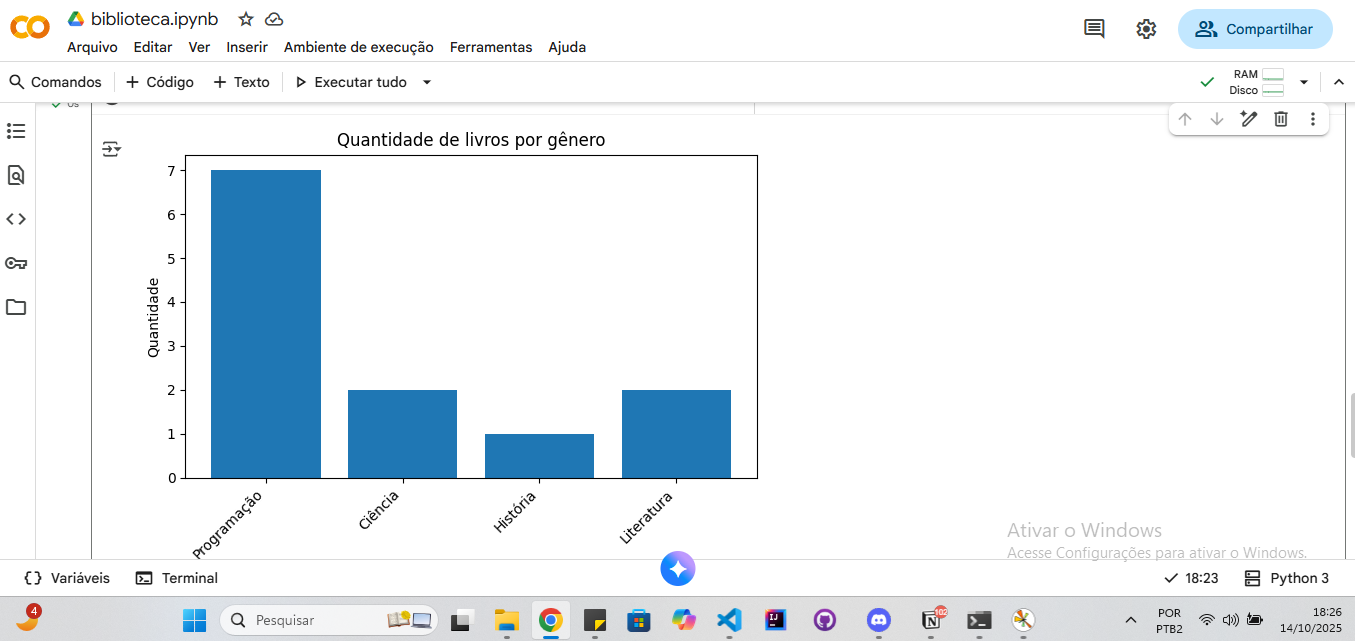 biblioteca.ipynb
Arquivo Editar Ver Inserir Ambiente de execução Ferramentas Ajuda
Compartilhar
Comandos + Código + Texto Executar tudo
RAM
Disco
0s
Quantidade de livros por gênero
7
6
5
4
3
2
1
0
Quantidade
Programação
Ciência
História
Literatura
Ativar o Windows
Acesse Configurações para ativar o Windows.
Variáveis Terminal
18:23 Python 3
4
Pesquisar
IJ
102
POR
PTB2
18:26
14/10/2025